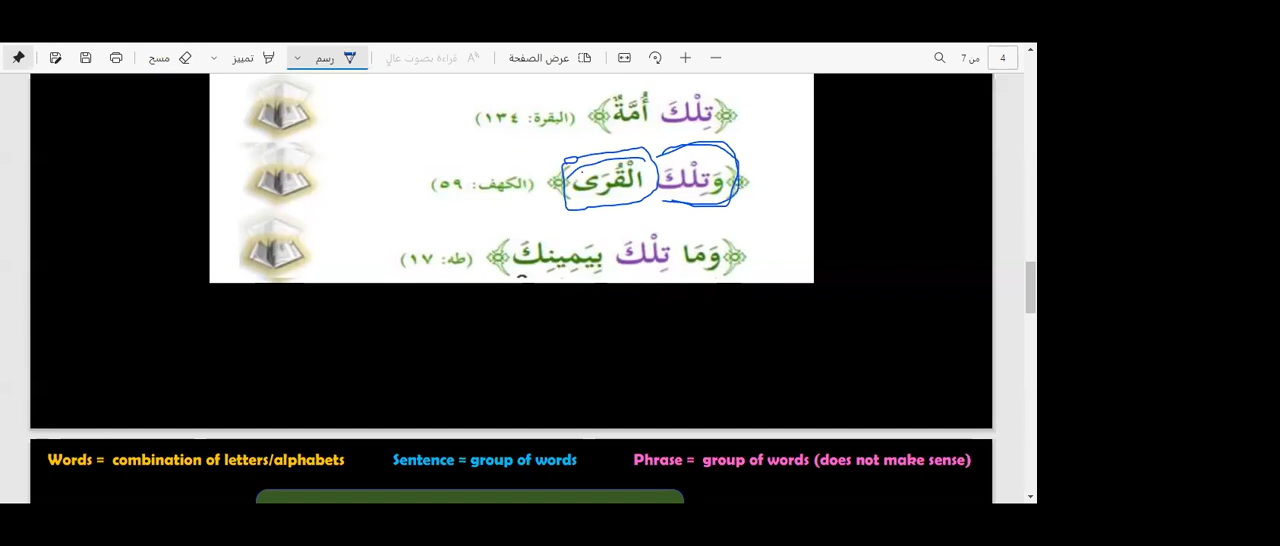 مسح
تمييز
رسم
قراءة بصوت عالٍ
عرض الصفحة
من 7
4
﴿تِلْكَ أُمَّةٌ﴾ (البقرة: ١٣٤)
﴿وَتِلْكَ الْقُرَى﴾ (الكهف: ٥٩)
﴿وَمَا تِلْكَ بِيَمِينِكَ﴾ (طه: ١٧)
Words = combination of letters/alphabets
Sentence = group of words
Phrase = group of words (does not make sense)